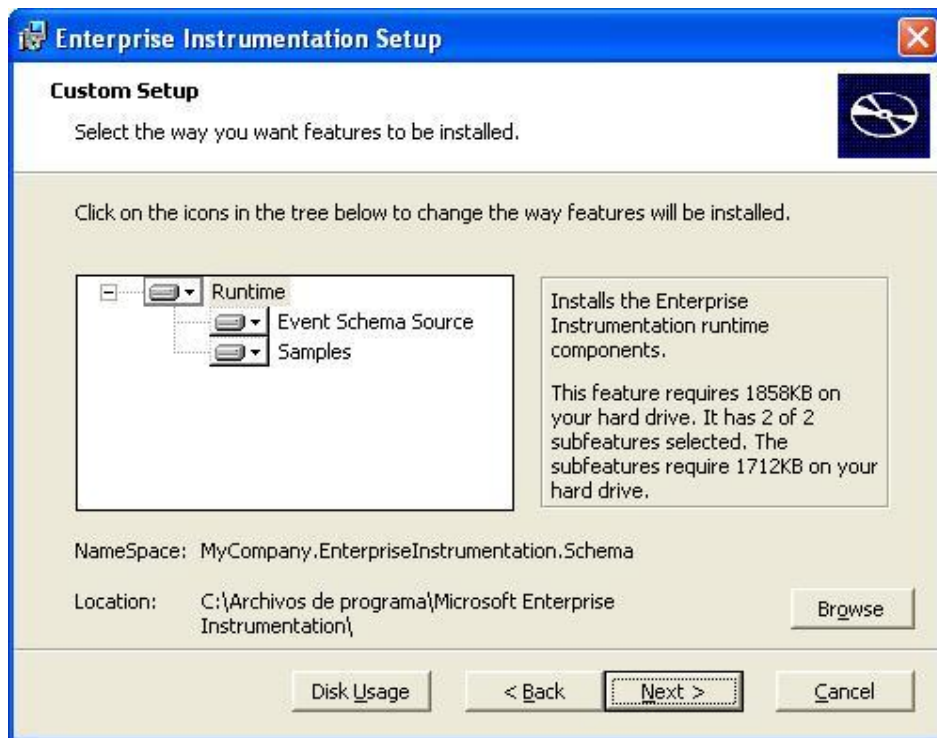 Enterprise Instrumentation Setup
Custom Setup
Select the way you want features to be installed.
Click on the icons in the tree below to change the way features will be installed.
Runtime
Event Schema Source
Samples
Installs the Enterprise
Instrumentation runtime
components.
This feature requires 1858KB on
your hard drive. It has 2 of 2
subfeatures selected. The
subfeatures require 1712KB on your
hard drive.
NameSpace: MyCompany.EnterpriseInstrumentation.Schema
Location: C:\Archivos de programa\Microsoft Enterprise
Instrumentation\
Browse
Disk Usage < Back Next > Cancel